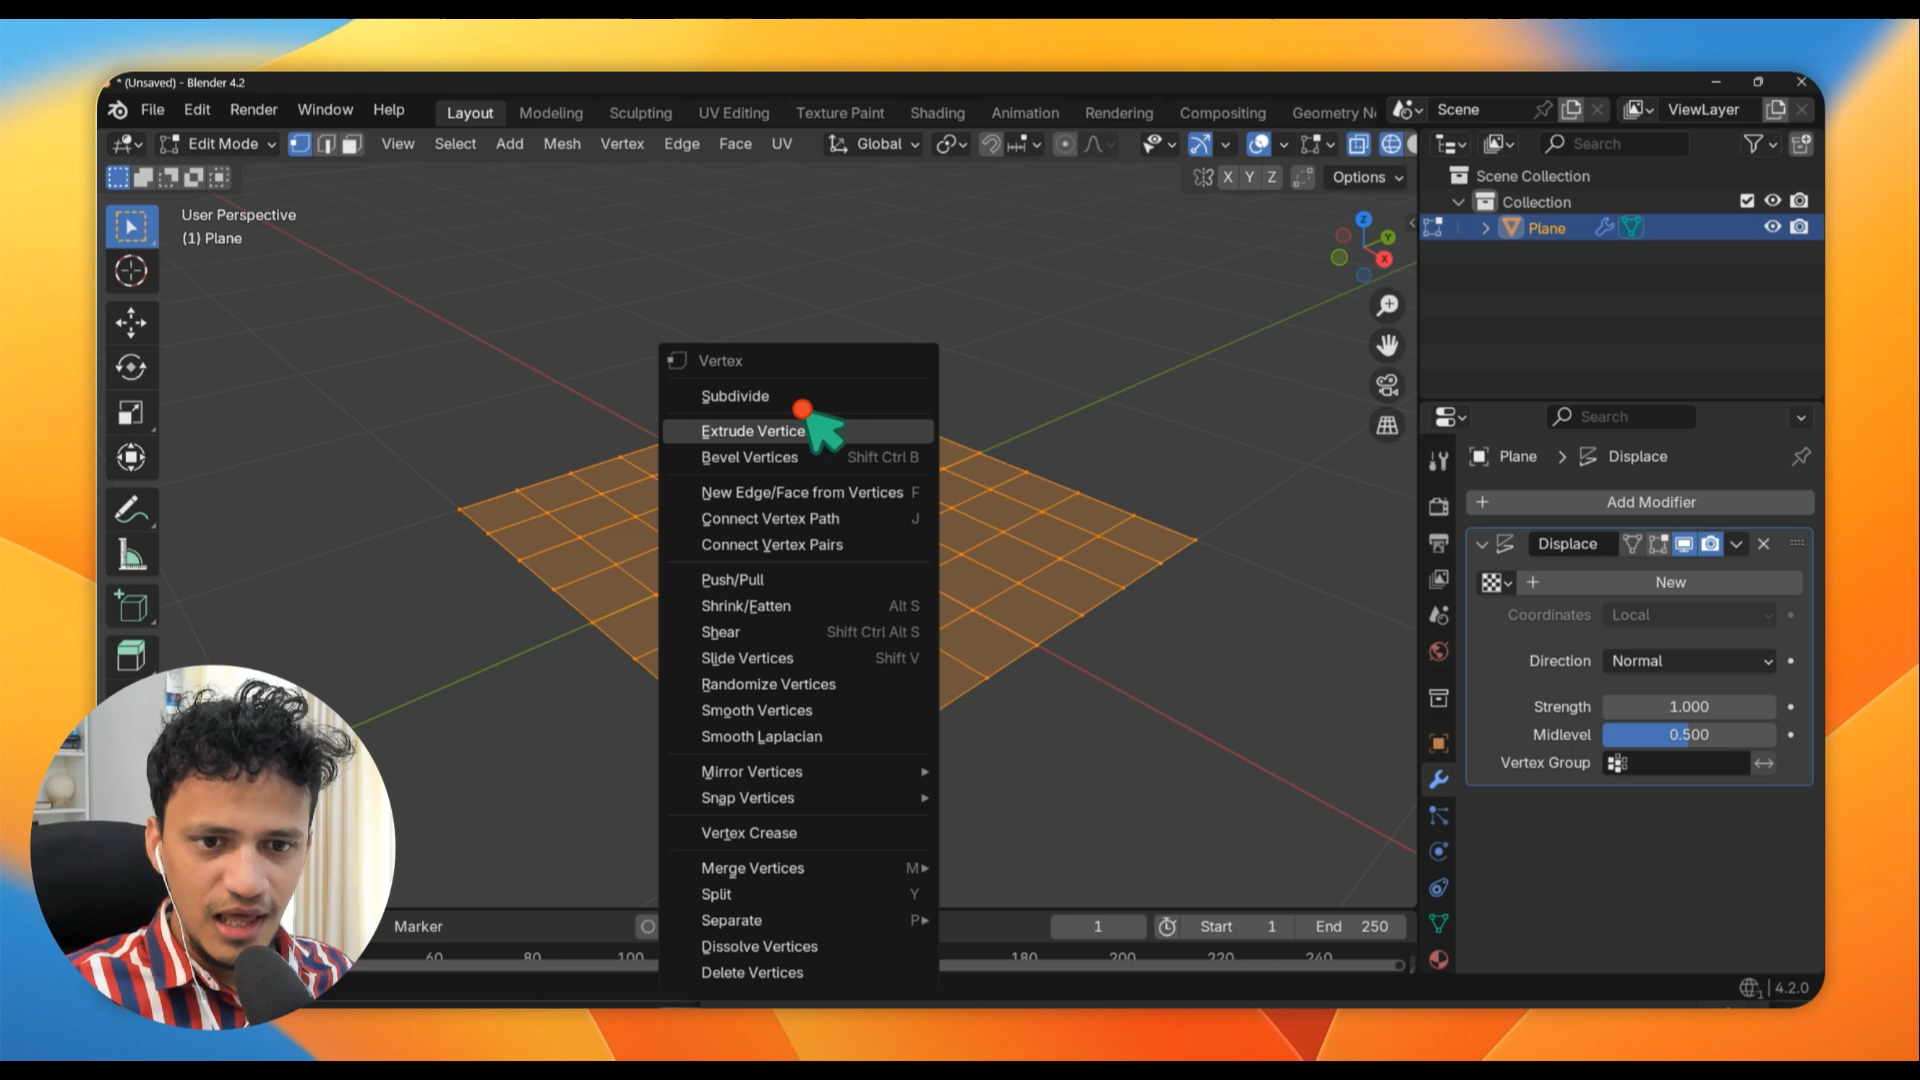 * (Unsaved) - Blender 4.2
File Edit Render Window Help
Layout Modeling Sculpting UV Editing Texture Paint Shading Animation Rendering Compositing Geometry N
Scene
ViewLayer
Edit Mode
View Select Add Mesh Vertex Edge Face UV
Global
Search
X Y Z
Options
Scene Collection
Collection
Plane
User Perspective
(1) Plane
Z
Y
X
Vertex
Subdivide
Extrude Vertice
Bevel Vertices Shift Ctrl B
New Edge/Face from Vertices F
Connect Vertex Path J
Connect Vertex Pairs
Push/Pull
Shrink/Fatten Alt S
Shear Shift Ctrl Alt S
Slide Vertices Shift V
Randomize Vertices
Smooth Vertices
Smooth Laplacian
Mirror Vertices
Snap Vertices
Vertex Crease
Merge Vertices M
Split Y
Separate P
Dissolve Vertices
Delete Vertices
Search
Plane > Displace
+ Add Modifier
Displace
+ New
Coordinates Local
Direction Normal
Strength 1.000
Midlevel 0.500
Vertex Group
Marker
1
Start 1
End 250
60 80 100 180 200 220 240
4.2.0